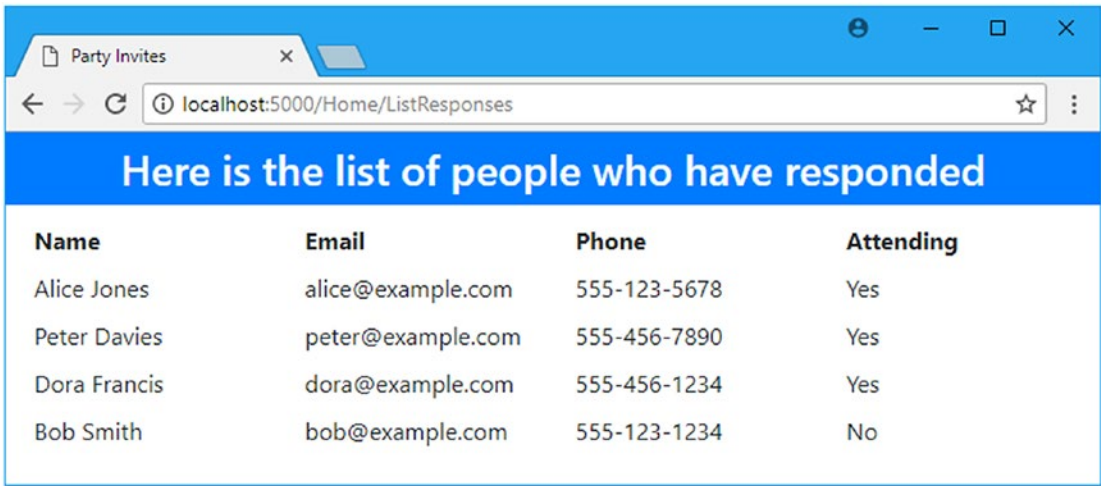 Party Invites
localhost:5000/Home/ListResponses
Here is the list of people who have responded
Name Email Phone Attending
Alice Jones alice@example.com 555-123-5678 Yes
Peter Davies peter@example.com 555-456-7890 Yes
Dora Francis dora@example.com 555-456-1234 Yes
Bob Smith bob@example.com 555-123-1234 No